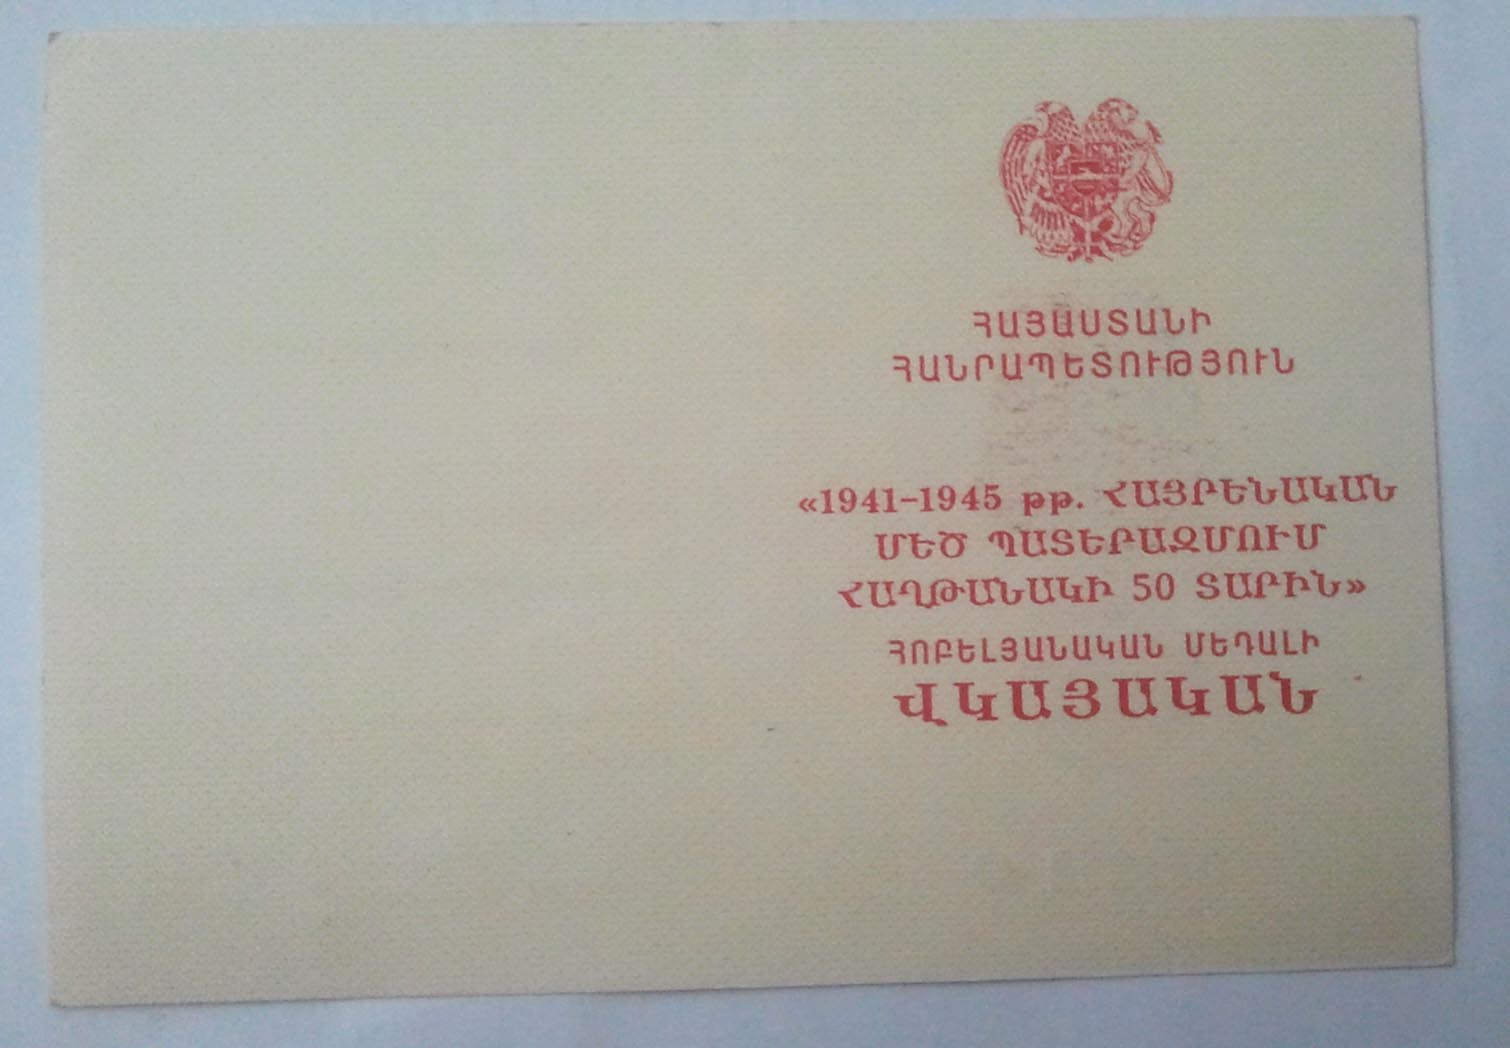 ՀԱՅԱՍՏԱՆԻ
ՀԱՆՐԱՊԵՏՈՒԹՅՈՒՆ
«1941–1945 թթ. ՀԱՅՐԵՆԱԿԱՆ
ՄԵԾ ՊԱՏԵՐԱԶՄՈՒՄ
ՀԱՂԹԱՆԱԿԻ 50 ՏԱՐԻՆ»
ՀՈԲԵԼՅԱՆԱԿԱՆ ՄԵԴԱԼԻ
ՎԿԱՅԱԿԱՆ